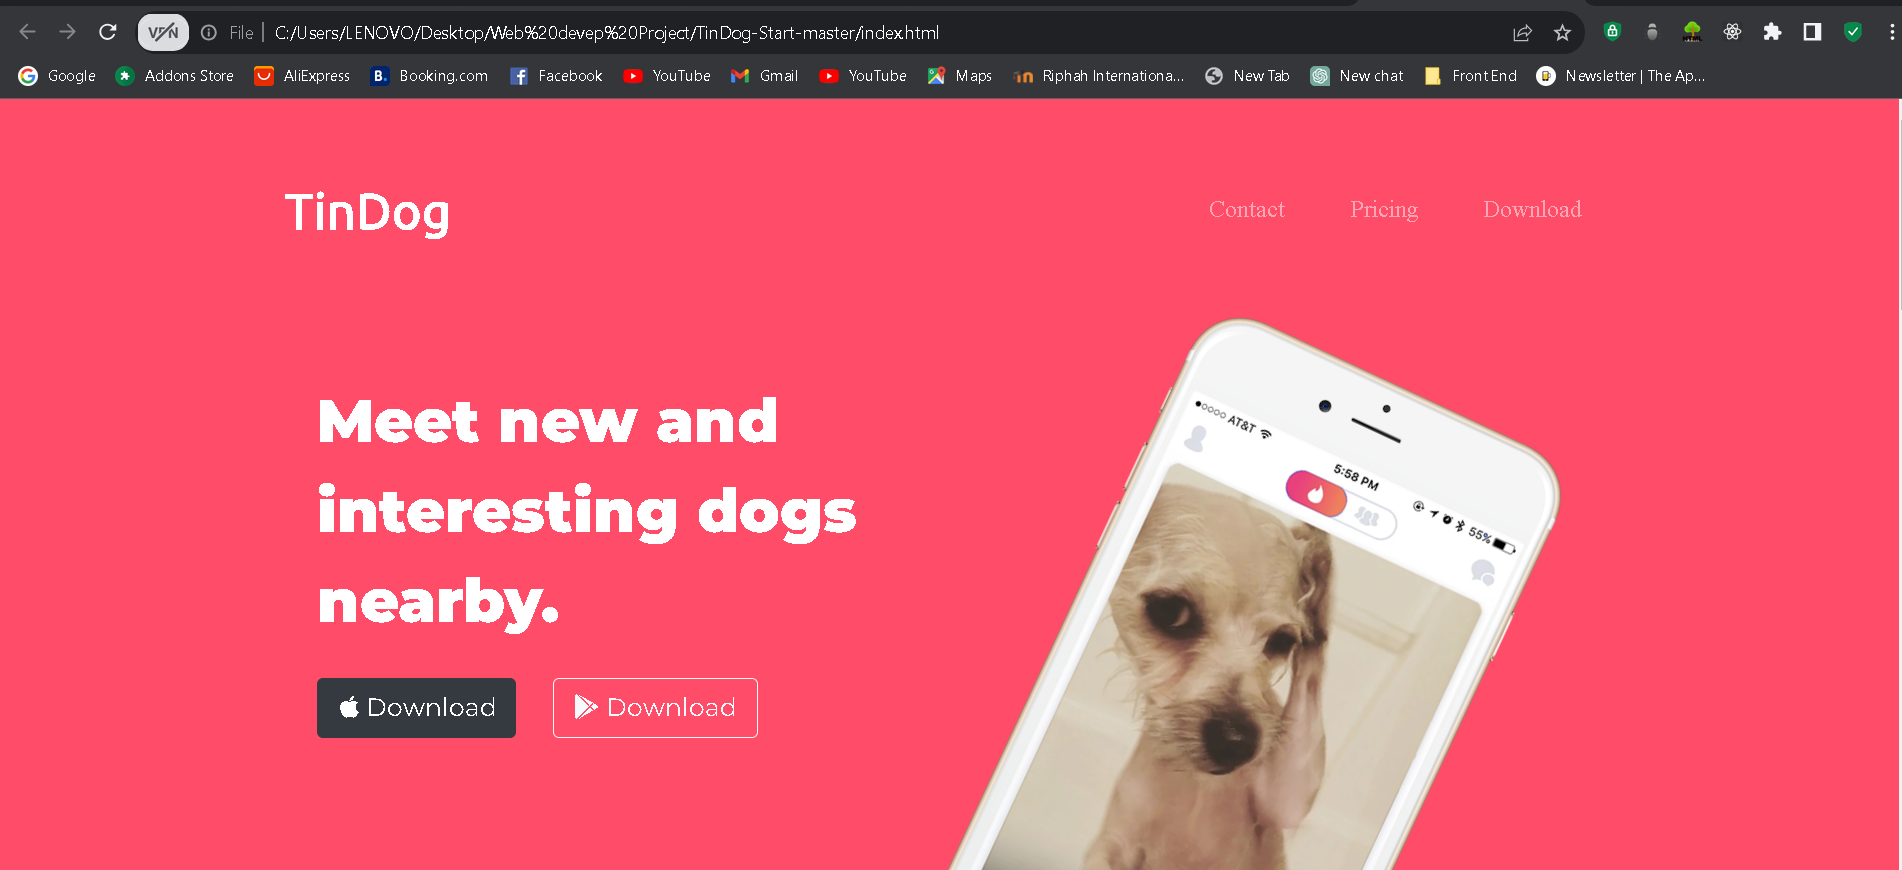 VPN File C:/Users/LENOVO/Desktop/Web%20devep%20Project/TinDog-Start-master/index.html
Google Addons Store AliExpress B. Booking.com Facebook YouTube Gmail YouTube Maps Riphah Internationa... New Tab New chat Front End Newsletter | The Ap...
TinDog Contact Pricing Download
Meet new and
interesting dogs
nearby.
Download Download
AT&T
5:58 PM
55%